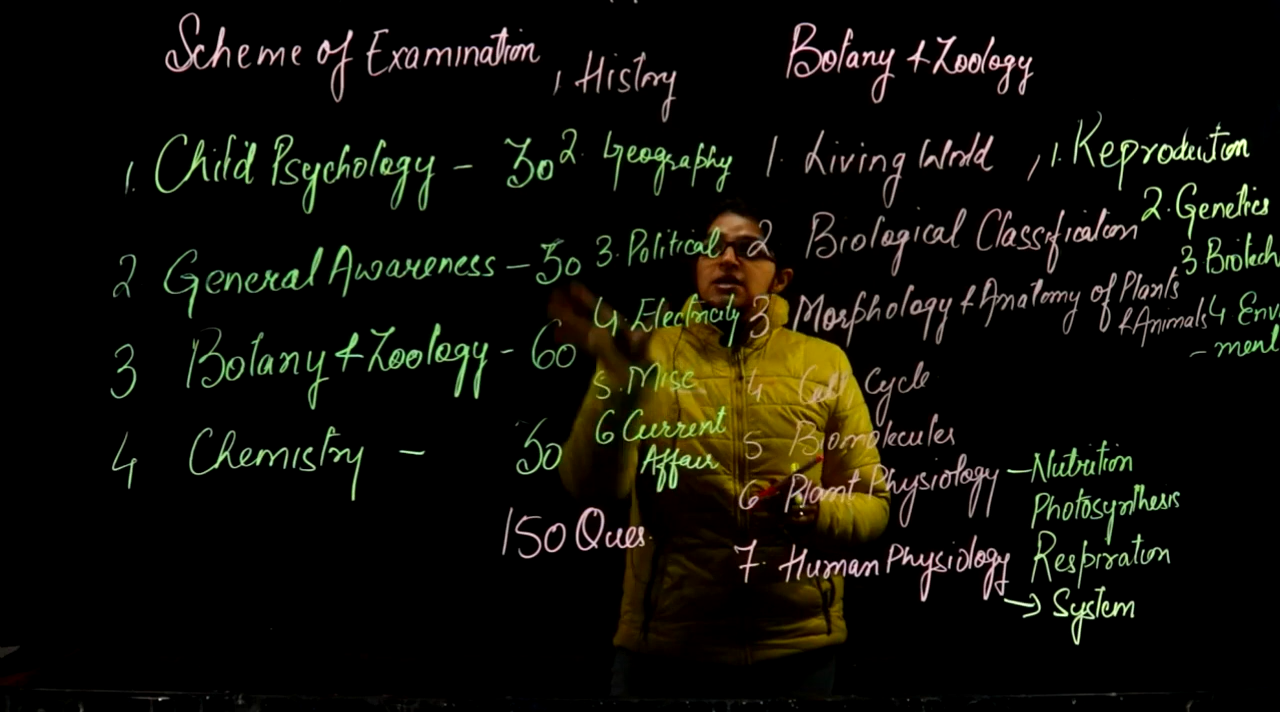 Scheme of Examination
1. Child Psychology - 30
2 General Awareness - 30
3 Botany & Zoology - 60
4 Chemistry - 30
150 Ques.
1, History
2. Geography
3. Political
4. Electricity
5. Misc
6 Current
Affair
Botany & Zoology
1. Living World
2 Biological Classification
3 Morphology & Anatomy of Plants
& Animals
4 Cell, Cycle
5 Biomolecules
6 Plant Physiology - Nutrition
Photosynthesis
Respiration
7. Human Physiology
→ System
, 1. Reproduction
2. Genetics
3 Biotech
4 Env
- ment